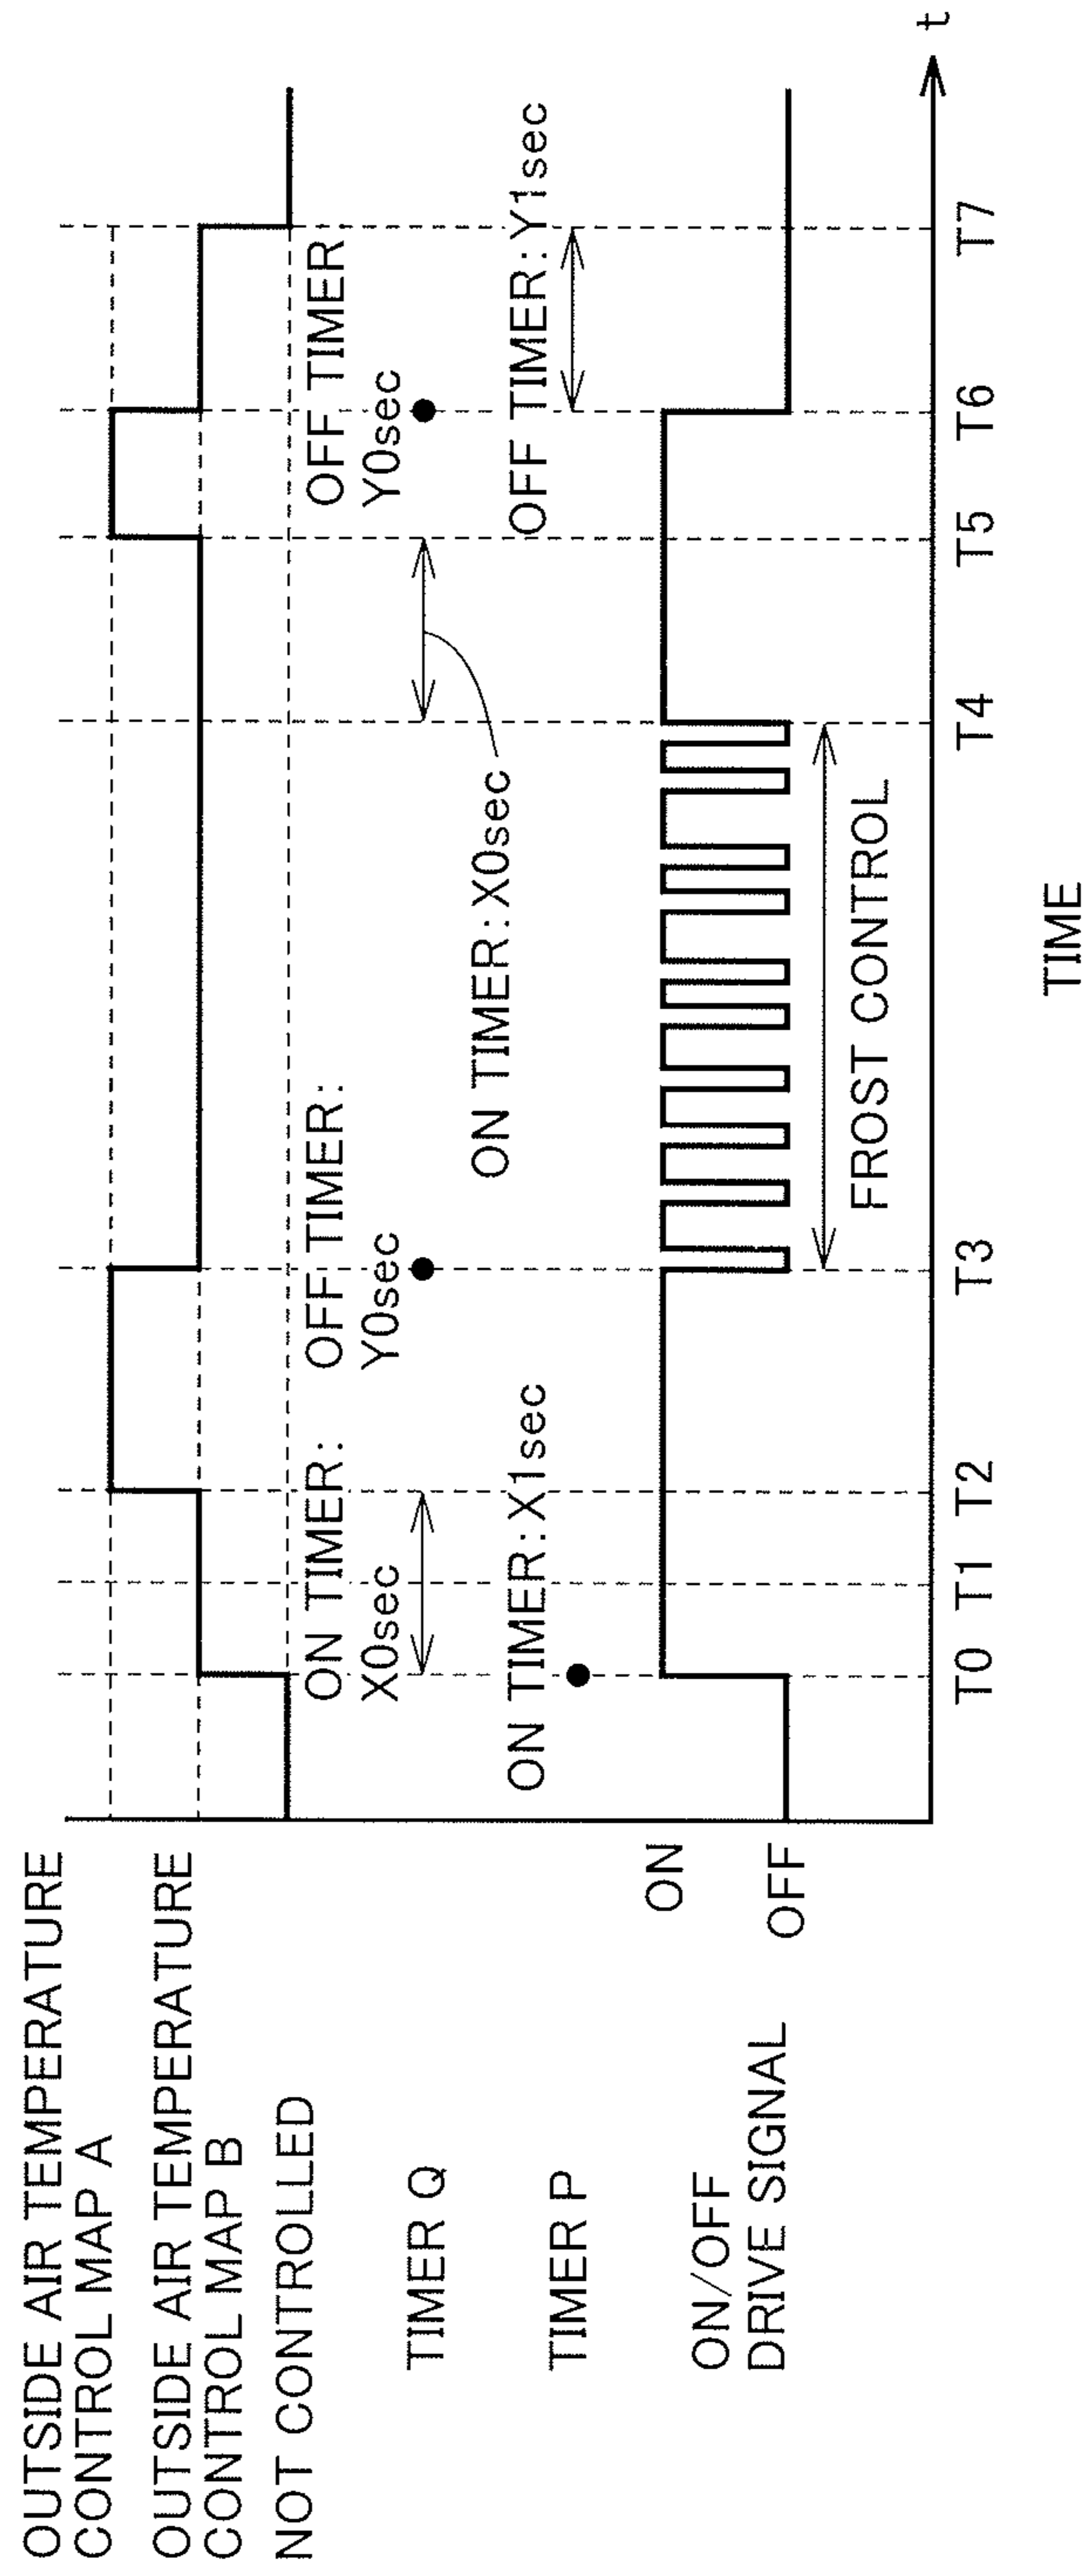 OUTSIDE AIR TEMPERATURE
CONTROL MAP A
OUTSIDE AIR TEMPERATURE
CONTROL MAP B
NOT CONTROLLED
TIMER Q
TIMER P
ON/OFF
DRIVE SIGNAL
ON
OFF
ON TIMER:
X0sec
OFF TIMER:
Y0sec
OFF TIMER
Y0sec
ON TIMER:X0sec
ON TIMER:X1sec
OFF TIMER:Y1sec
FROST CONTROL
T0
T1
T2
T3
T4
T5
T6
T7
t
TIME